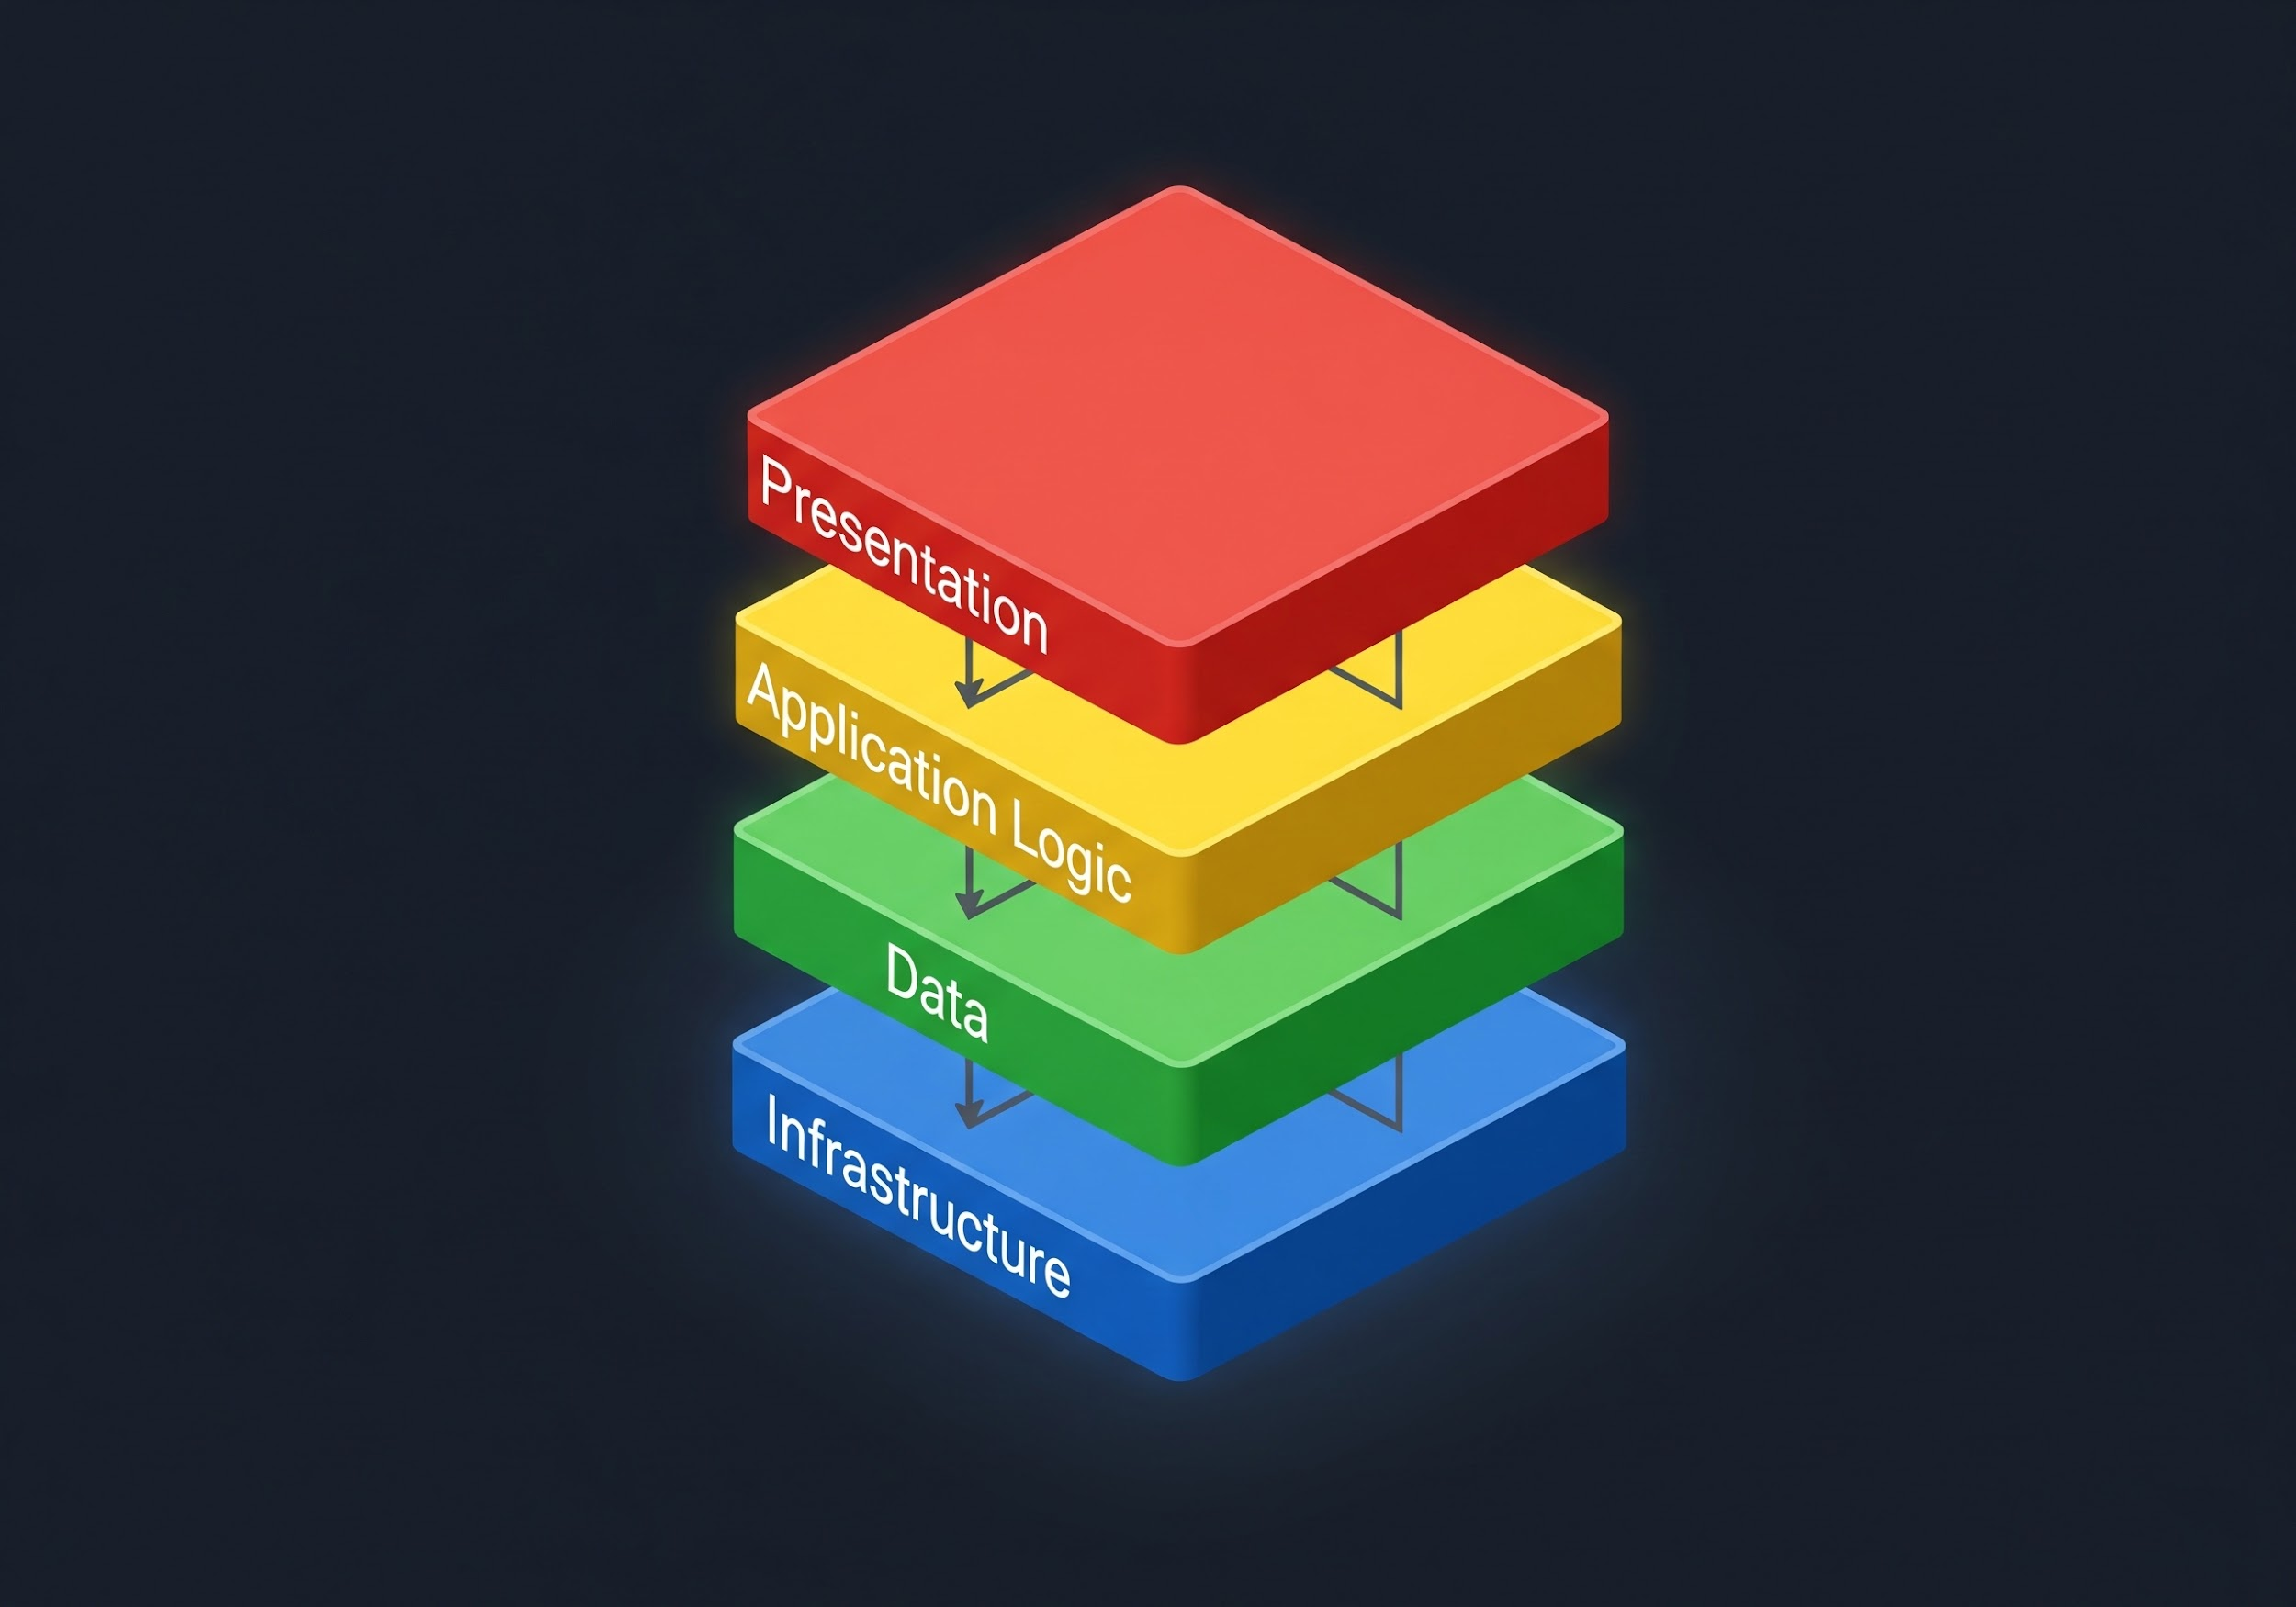 Presentation
Application Logic
Data
Infrastructure